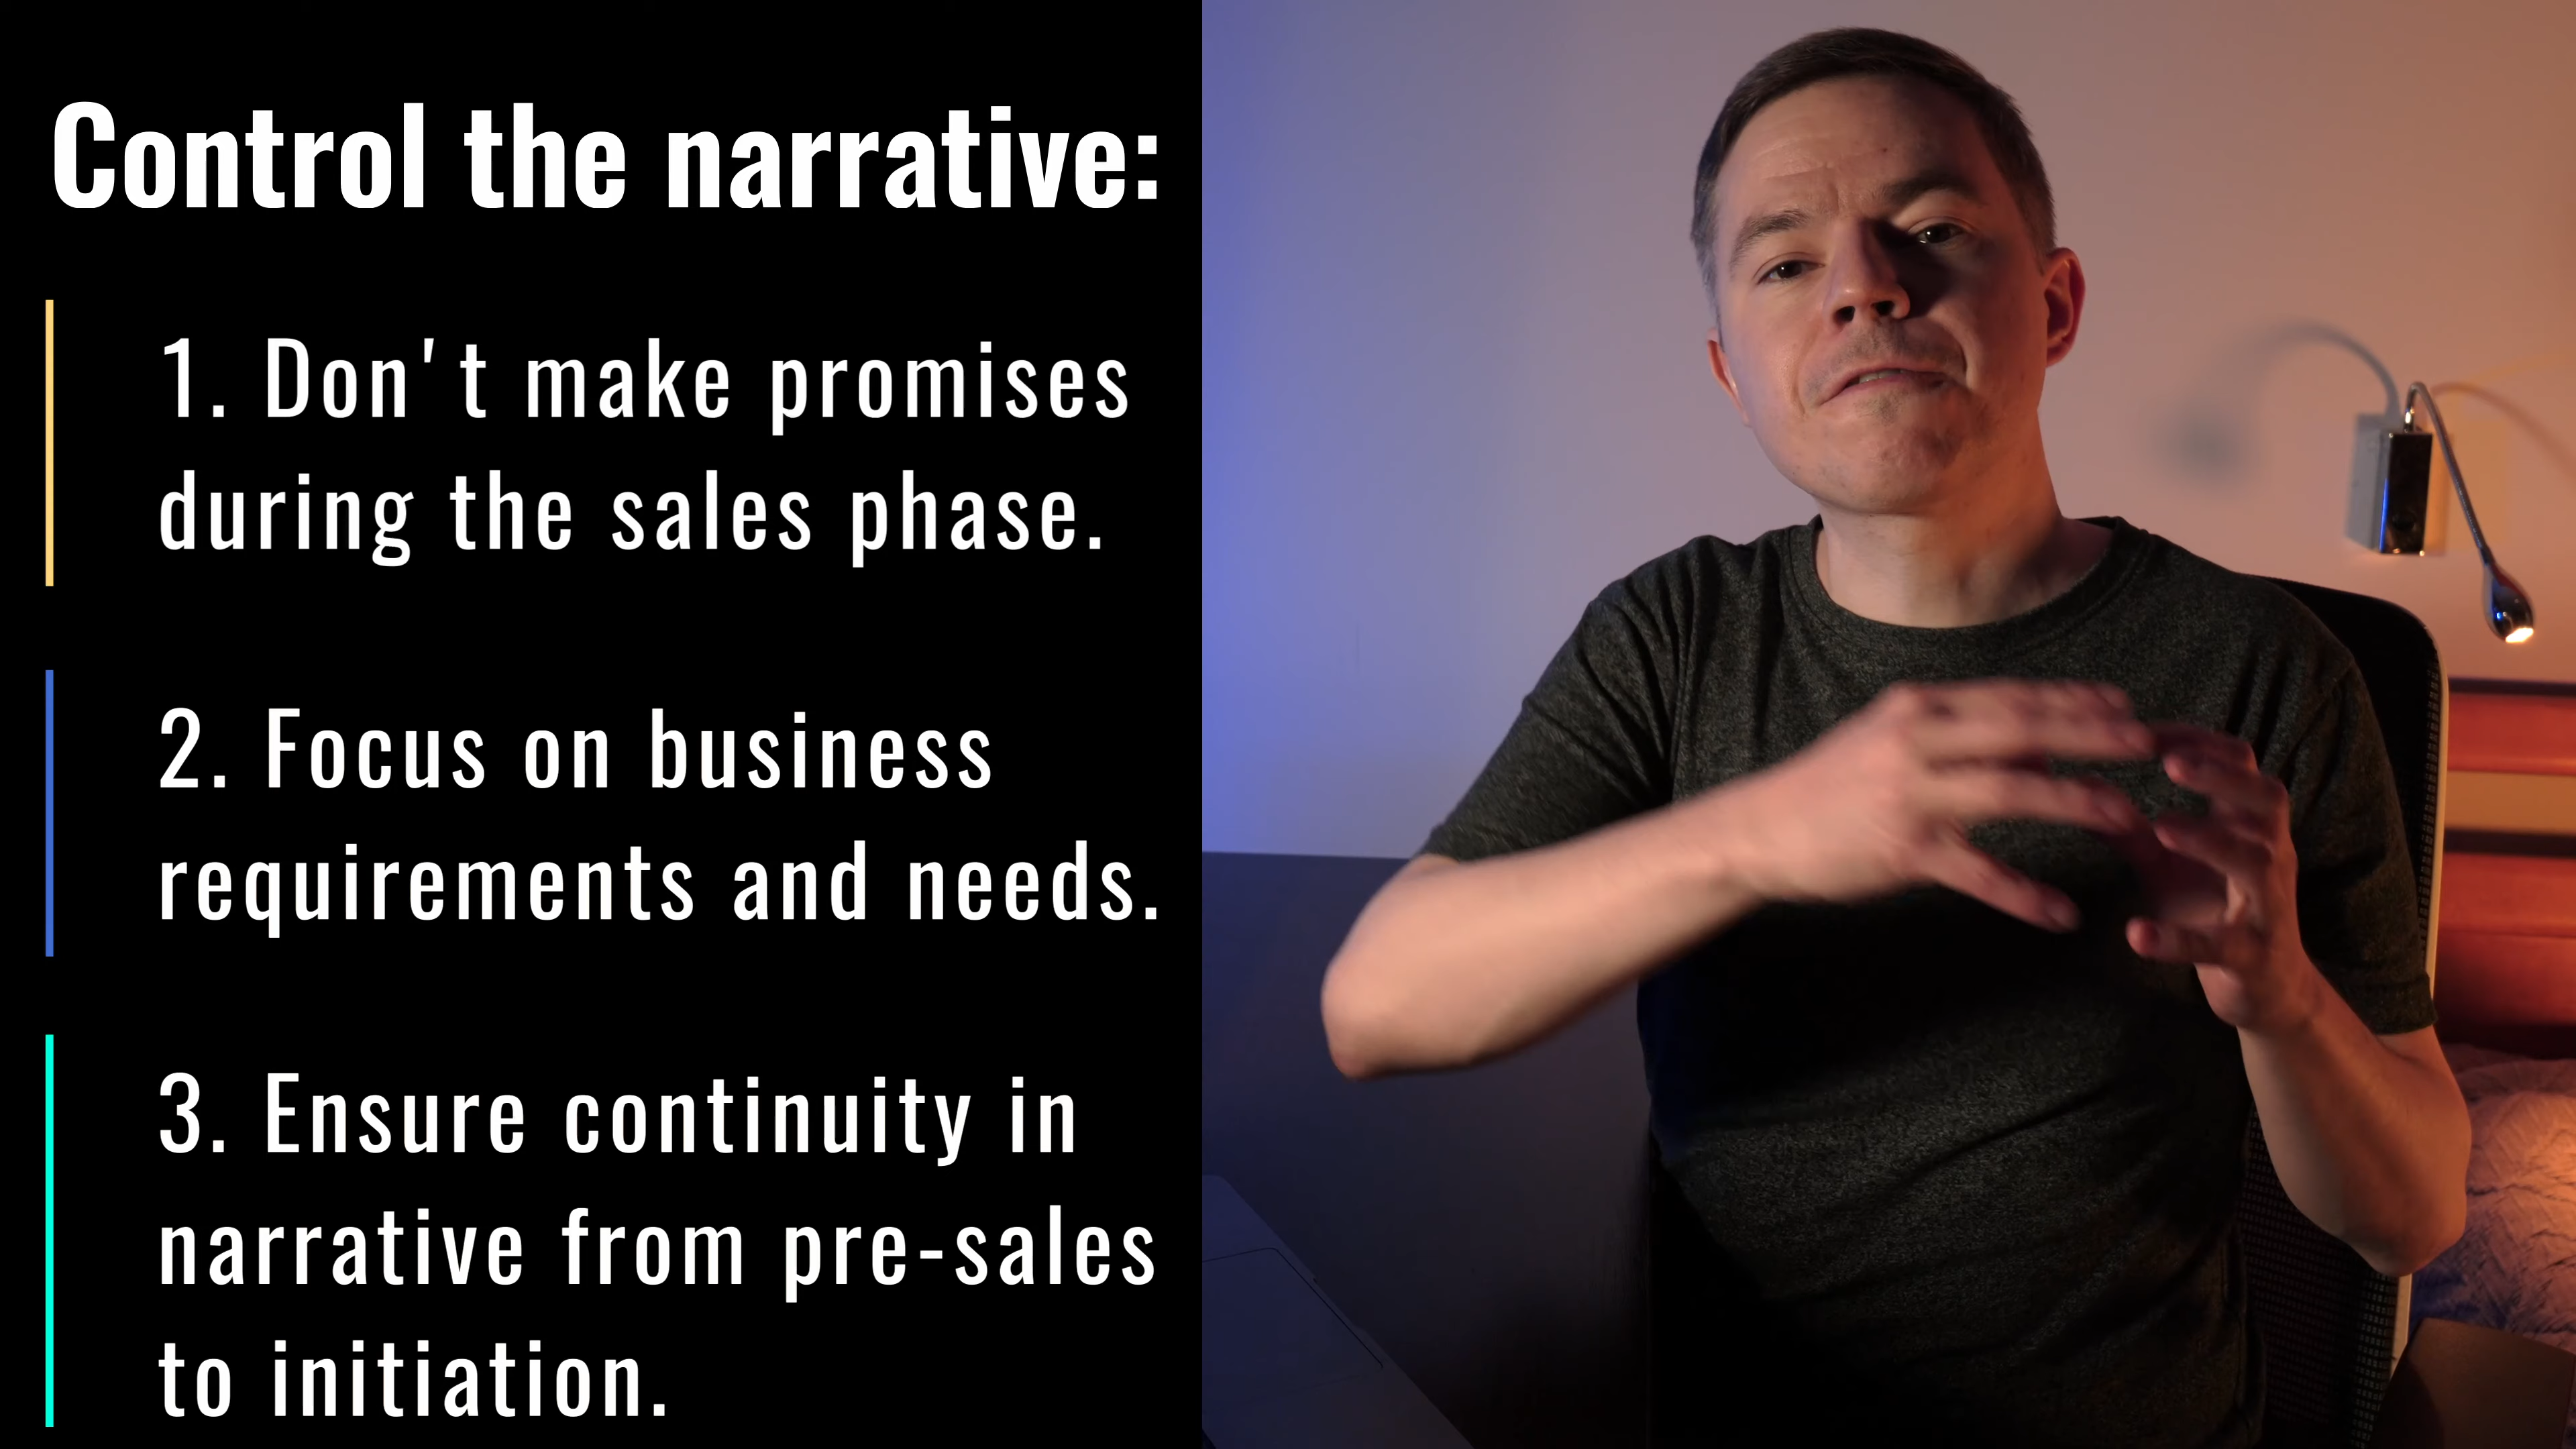 Control the narrative:
1. Don't make promises
during the sales phase.
2. Focus on business
requirements and needs.
3. Ensure continuity in
narrative from pre-sales
to initiation.